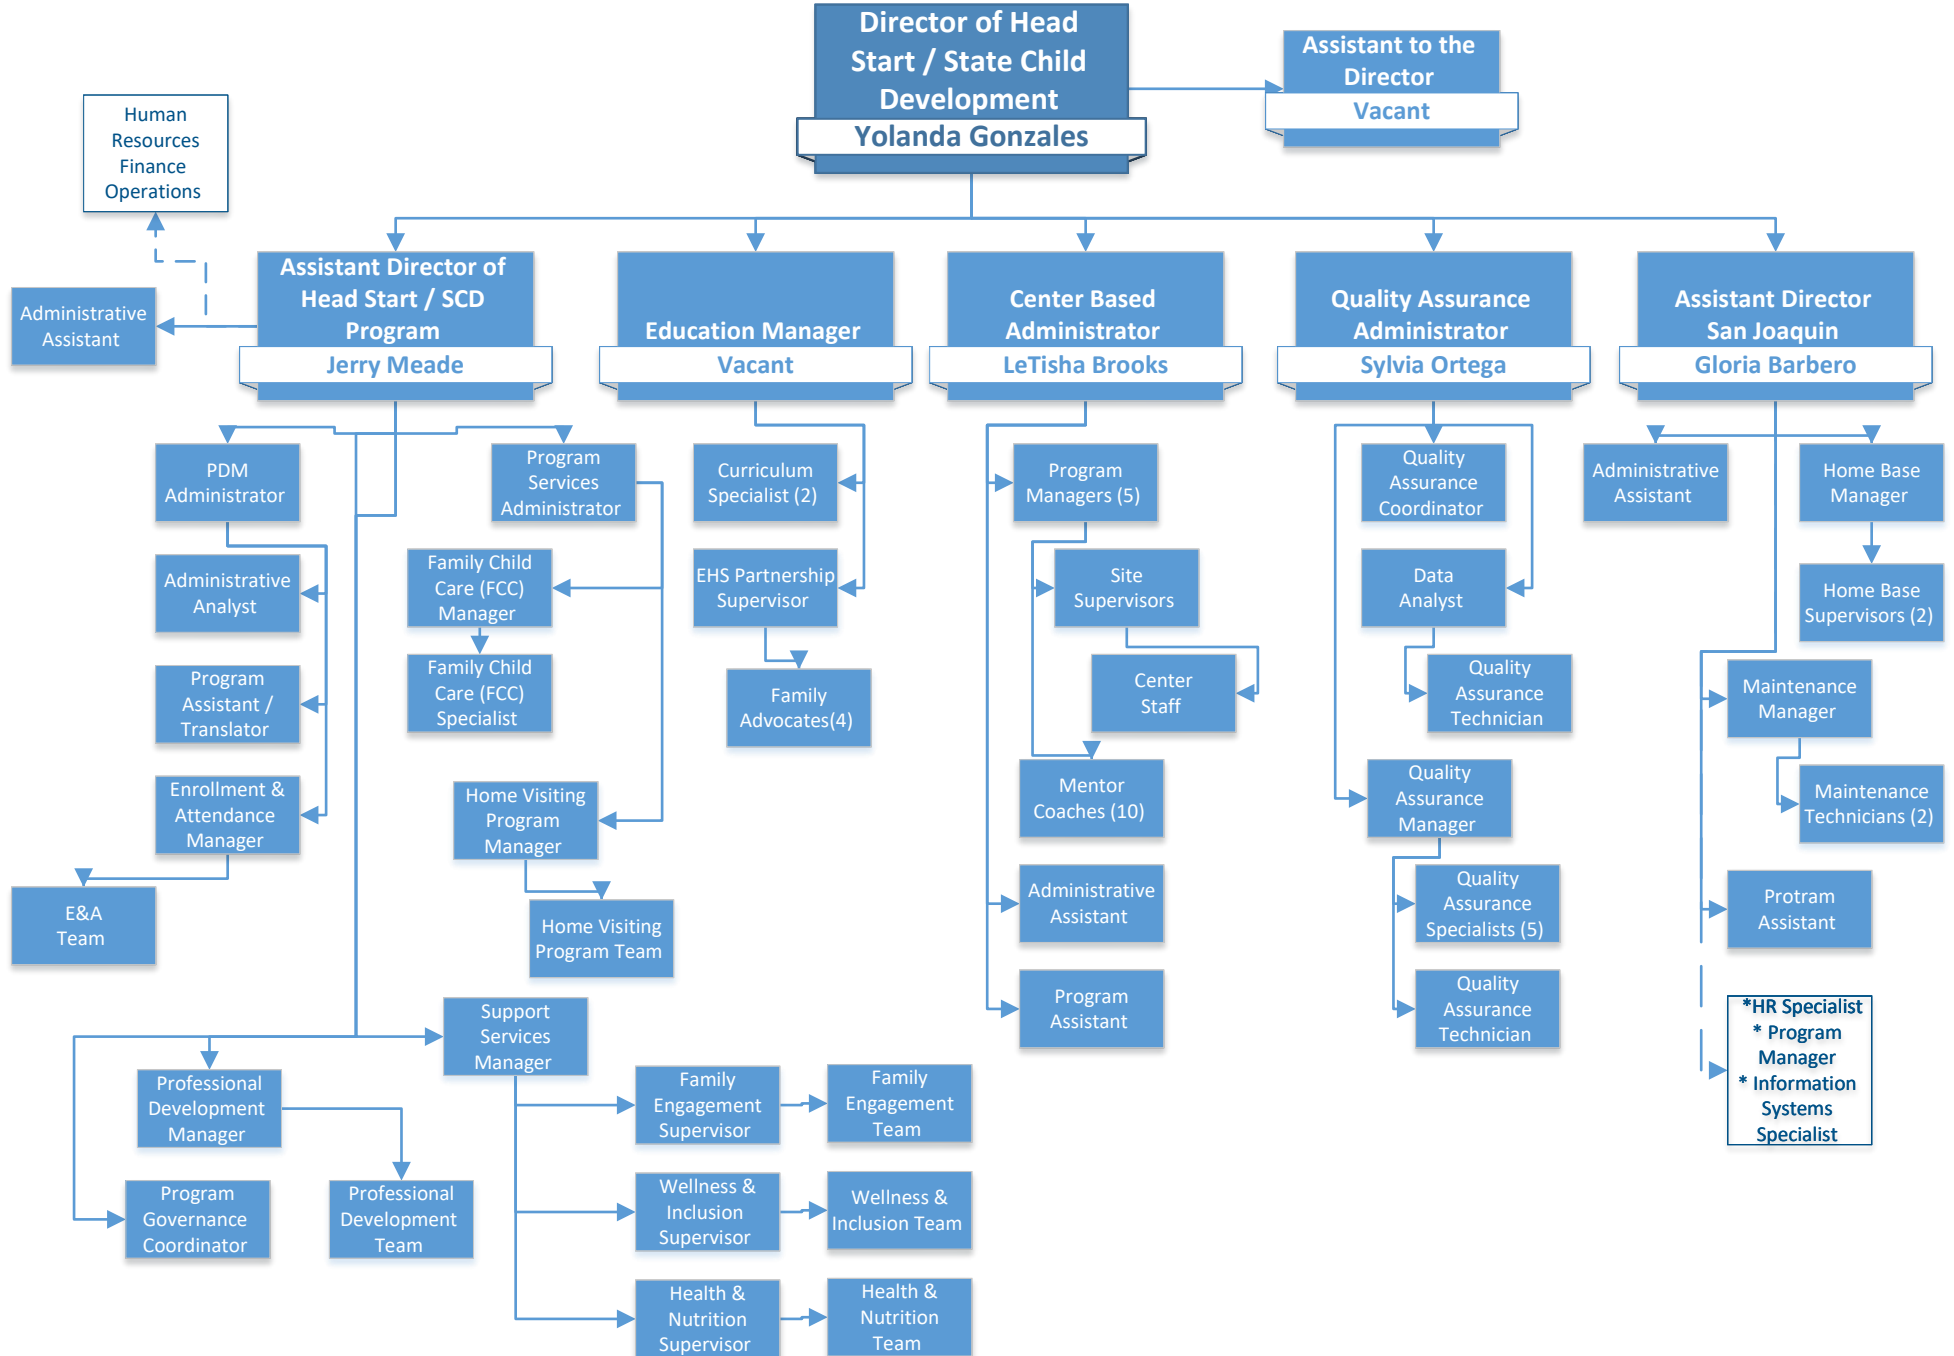 Director of Head
Start / State Child
Development
Yolanda Gonzales
Assistant to the
Director
Vacant
Human
Resources
Finance
Operations
Administrative
Assistant
Assistant Director of
Head Start / SCD
Program
Jerry Meade
Education Manager
Vacant
Center Based
Administrator
LeTisha Brooks
Quality Assurance
Administrator
Sylvia Ortega
Assistant Director
San Joaquin
Gloria Barbero
PDM
Administrator
Program
Services
Administrator
Administrative
Analyst
Family Child
Care (FCC)
Manager
Program
Assistant /
Translator
Family Child
Care (FCC)
Specialist
Enrollment &
Attendance
Manager
Home Visiting
Program
Manager
E&A
Team
Home Visiting
Program Team
Support
Services
Manager
Professional
Development
Manager
Program
Governance
Coordinator
Professional
Development
Team
Family
Engagement
Supervisor
Family
Engagement
Team
Wellness &
Inclusion
Supervisor
Wellness &
Inclusion Team
Health &
Nutrition
Supervisor
Health &
Nutrition
Team
Curriculum
Specialist (2)
EHS Partnership
Supervisor
Family
Advocates(4)
Program
Managers (5)
Site
Supervisors
Center
Staff
Mentor
Coaches (10)
Administrative
Assistant
Program
Assistant
Quality
Assurance
Coordinator
Data
Analyst
Quality
Assurance
Technician
Quality
Assurance
Manager
Quality
Assurance
Specialists (5)
Quality
Assurance
Technician
Administrative
Assistant
Home Base
Manager
Home Base
Supervisors (2)
Maintenance
Manager
Maintenance
Technicians (2)
Protram
Assistant
*HR Specialist
* Program
Manager
* Information
Systems
Specialist